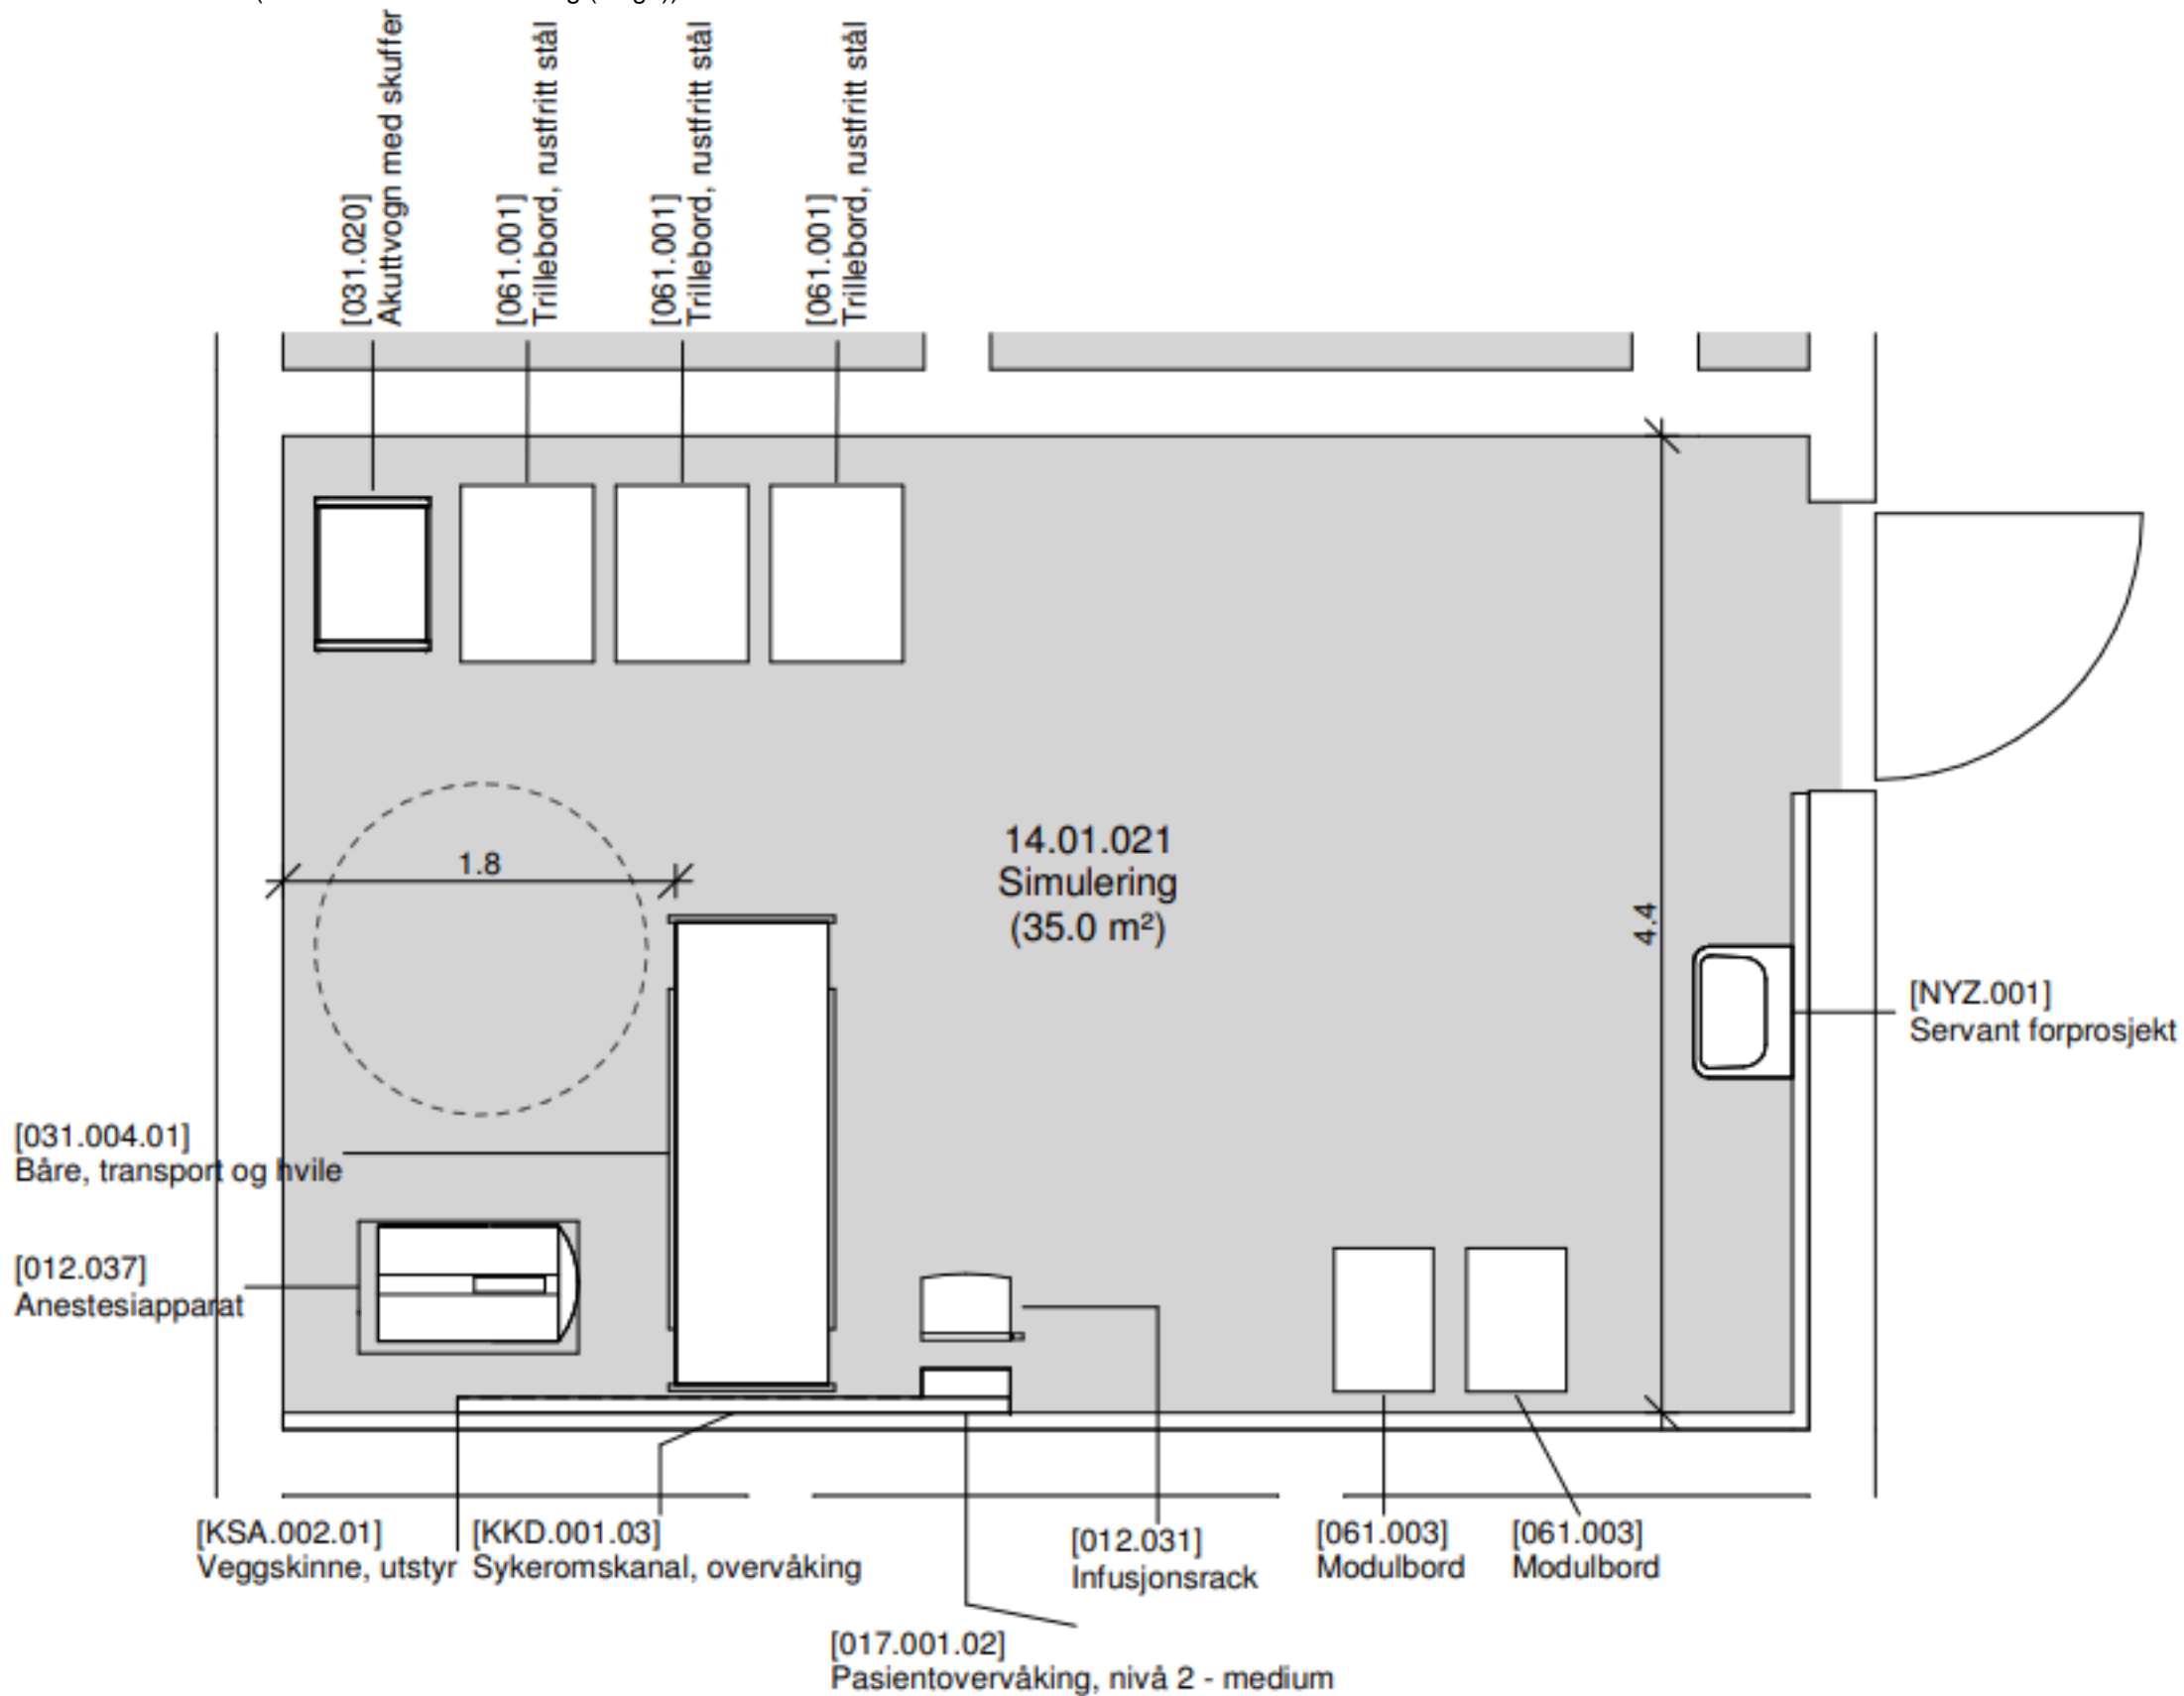 [031.020]
Akuttvogn med skuffer
[061.001]
Trillebord, rustfritt stål
[061.001]
Trillebord, rustfritt stål
[061.001]
Trillebord, rustfritt stål
1.8
14.01.021
Simulering
(35.0 m²)
4.4
[NYZ.001]
Servant forprosjekt
[031.004.01]
Båre, transport og hvile
[012.037]
Anestesiapparat
[KSA.002.01]
Veggskinne, utstyr
[KKD.001.03]
Sykeromskanal, overvåking
[012.031]
Infusjonsrack
[061.003]
Modulbord
[061.003]
Modulbord
[017.001.02]
Pasientovervåking, nivå 2 - medium